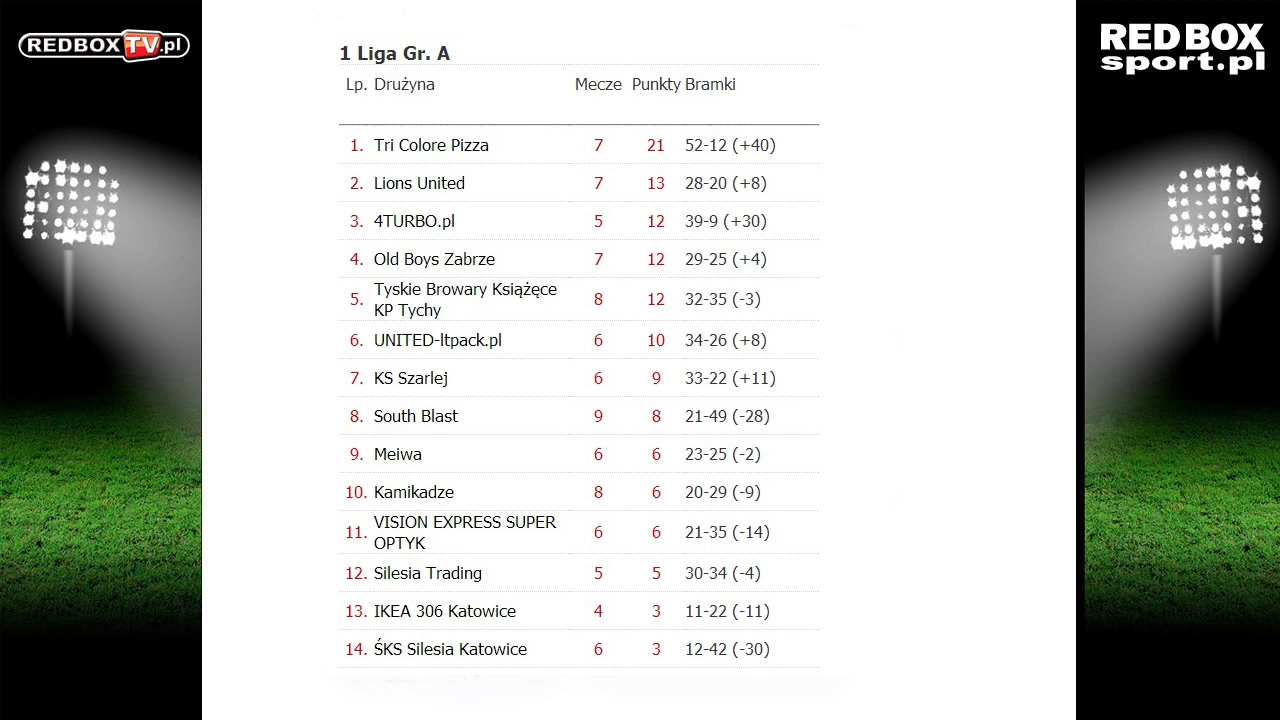 REDBOXTV.pl
RED BOX
sport.pl
1 Liga Gr. A
Lp. Drużyna Mecze Punkty Bramki
1. Tri Colore Pizza 7 21 52-12 (+40)
2. Lions United 7 13 28-20 (+8)
3. 4TURBO.pl 5 12 39-9 (+30)
4. Old Boys Zabrze 7 12 29-25 (+4)
5. Tyskie Browary Książęce KP Tychy 8 12 32-35 (-3)
6. UNITED-ltpack.pl 6 10 34-26 (+8)
7. KS Szarlej 6 9 33-22 (+11)
8. South Blast 9 8 21-49 (-28)
9. Meiwa 6 6 23-25 (-2)
10. Kamikadze 8 6 20-29 (-9)
11. VISION EXPRESS SUPER OPTYK 6 6 21-35 (-14)
12. Silesia Trading 5 5 30-34 (-4)
13. IKEA 306 Katowice 4 3 11-22 (-11)
14. ŚKS Silesia Katowice 6 3 12-42 (-30)